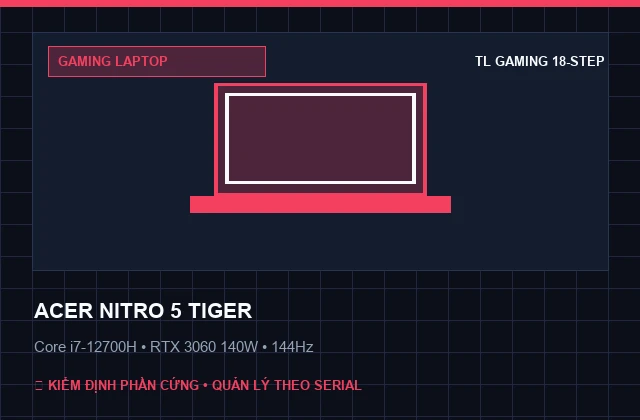 GAMING LAPTOP
TL GAMING 18-STEP
ACER NITRO 5 TIGER
Core i7-12700H • RTX 3060 140W • 144Hz
KIỂM ĐỊNH PHẦN CỨNG • QUẢN LÝ THEO SERIAL